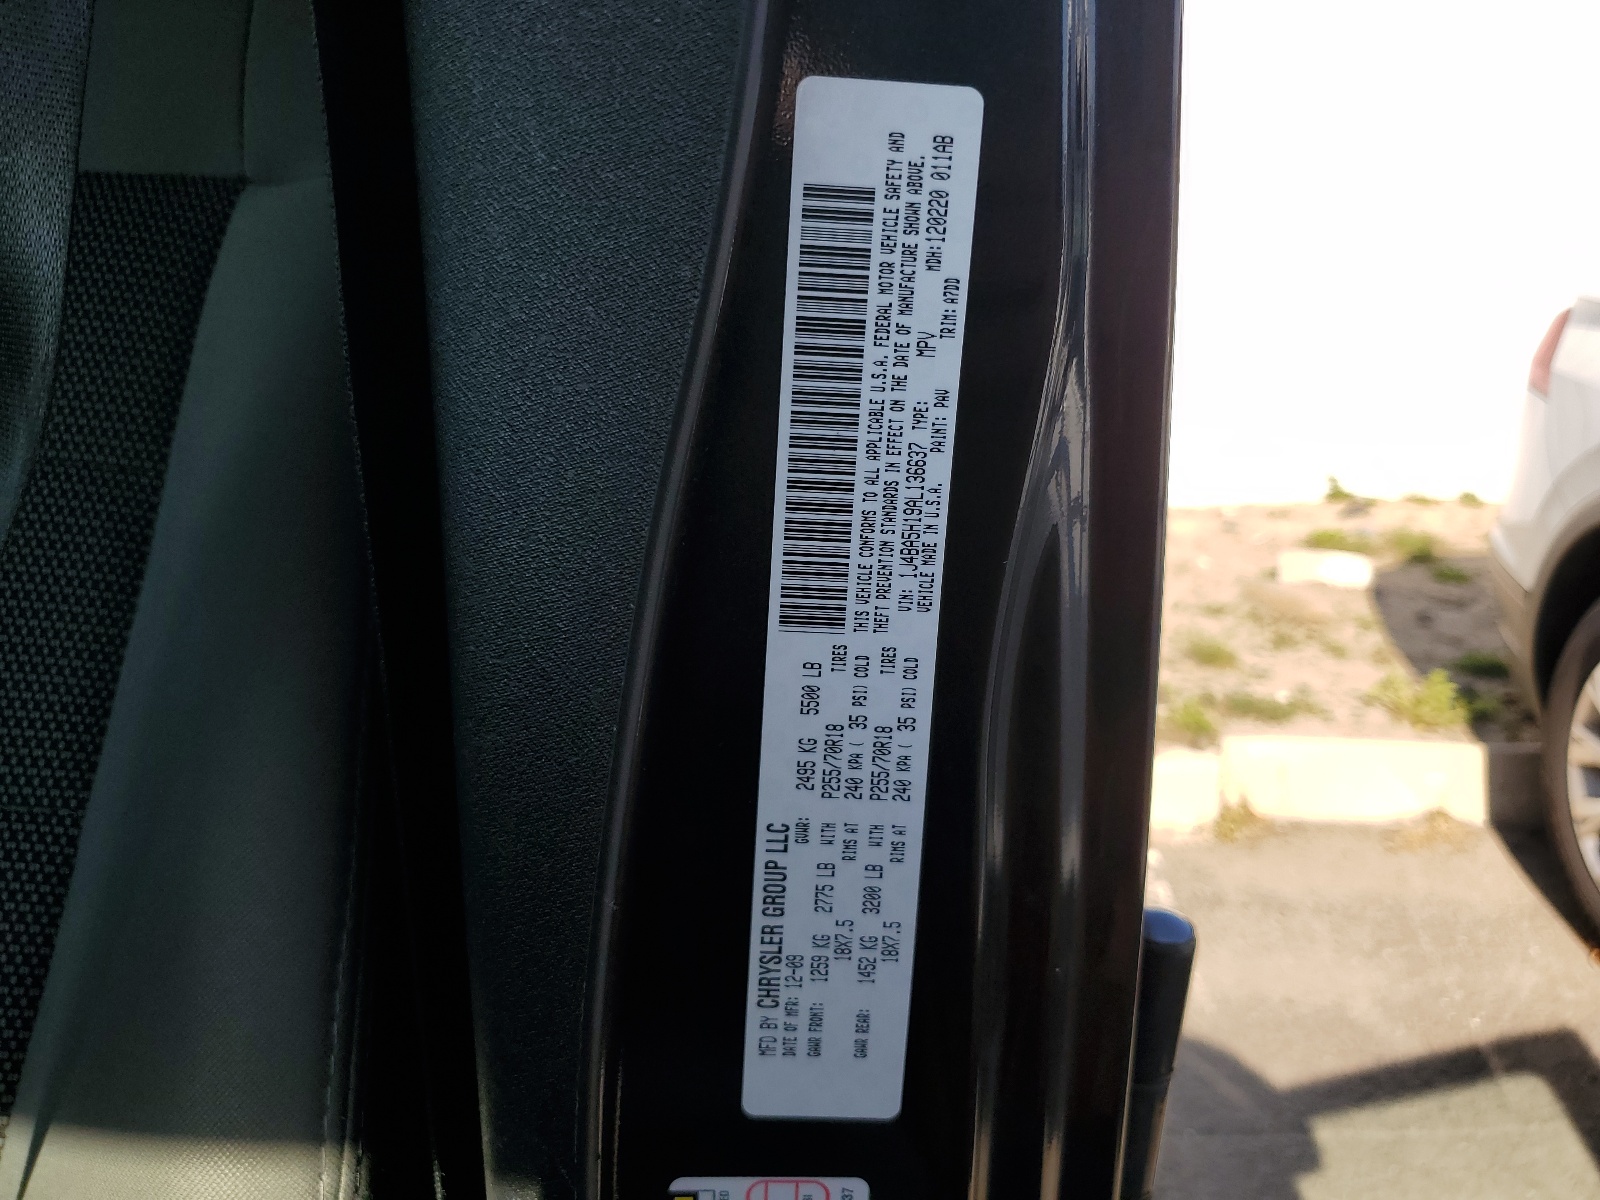 MFD BY CHRYSLER GROUP LLC
DATE OF MFR: 12-09 GVWR: 2495 KG 5500 LB
GAWR FRONT: 1259 KG 2775 LB WITH P255/70R18 TIRES
18X7.5 RIMS AT 240 KPA ( 35 PSI) COLD
GAWR REAR: 1452 KG 3200 LB WITH P255/70R18 TIRES
18X7.5 RIMS AT 240 KPA ( 35 PSI) COLD
THIS VEHICLE CONFORMS TO ALL APPLICABLE U.S.A. FEDERAL MOTOR VEHICLE SAFETY AND
THEFT PREVENTION STANDARDS IN EFFECT ON THE DATE OF MANUFACTURE SHOWN ABOVE.
VIN: 1J4BA5H19AL136637 TYPE: MPV MDH:120220 011AB
VEHICLE MADE IN U.S.A. PAINT: PAV TRIM: A7DD
37